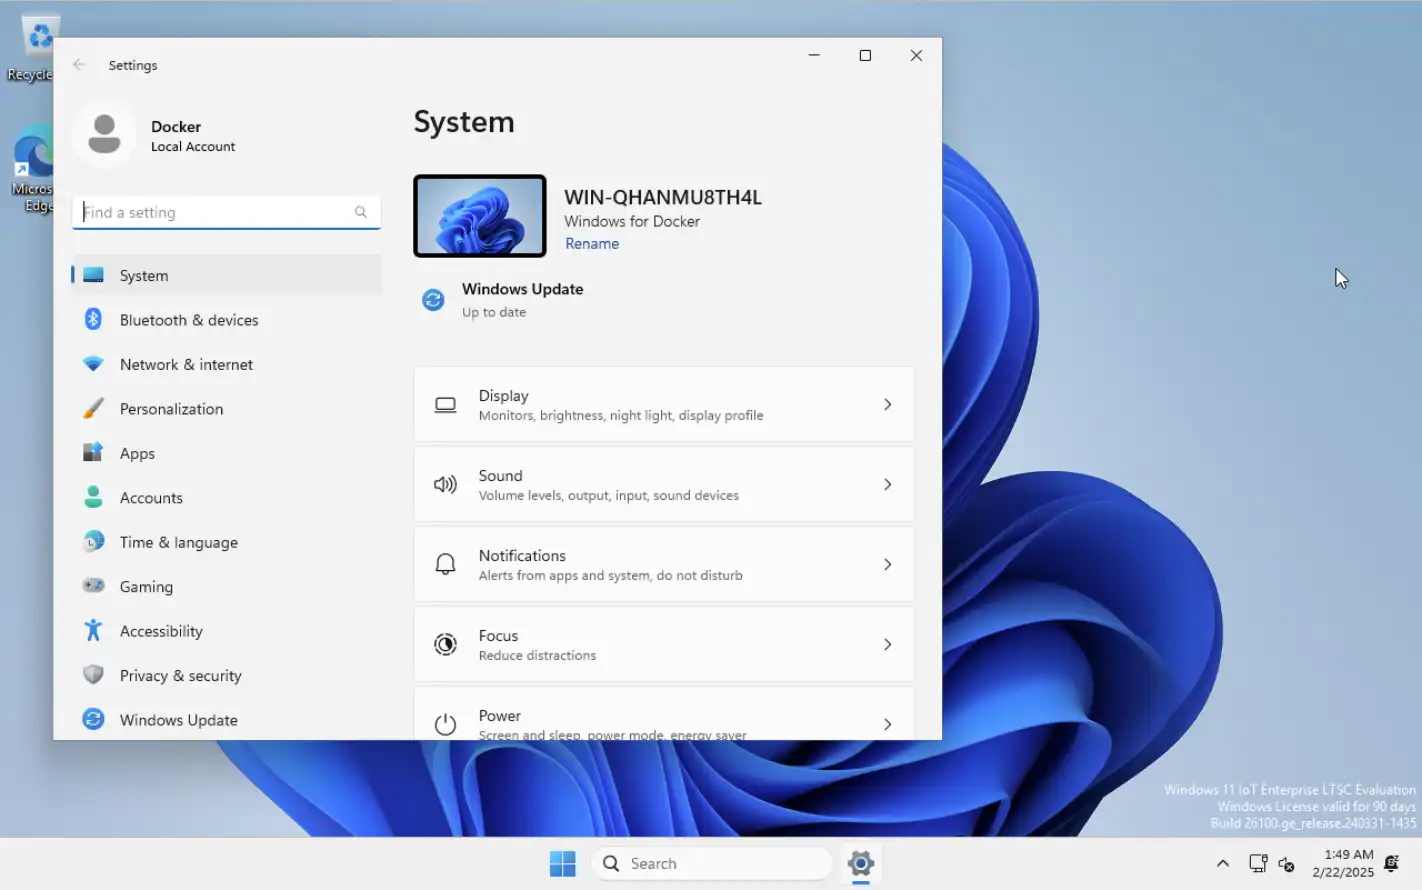 Recycle
Micros
Edge
Settings
Docker
Local Account
Find a setting
System
Bluetooth & devices
Network & internet
Personalization
Apps
Accounts
Time & language
Gaming
Accessibility
Privacy & security
Windows Update
System
WIN-QHANMU8TH4L
Windows for Docker
Rename
Windows Update
Up to date
Display
Monitors, brightness, night light, display profile
Sound
Volume levels, output, input, sound devices
Notifications
Alerts from apps and system, do not disturb
Focus
Reduce distractions
Power
Screen and sleep, power mode, energy saver
Windows 11 IoT Enterprise LTSC Evaluation
Windows License valid for 90 days
Build 26100.ge_release.240331-1435
Search
1:49 AM
2/22/2025